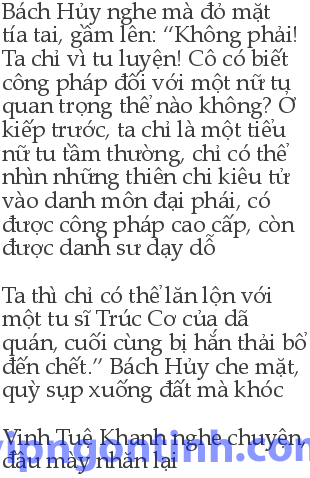 Bách Hủy nghe mà đỏ mặt
tía tai, gầm lên: “Không phải!
Ta chỉ vì tu luyện! Cô có biết
công pháp đối với một nữ tu
quan trọng thể nào không? Ở
kiếp trước, ta chỉ là một tiểu
nữ tu tầm thường, chỉ có thể
nhìn những thiên chi kiêu tử
vào danh môn đại phái, có
được công pháp cao cấp, còn
được danh sư dạy dỗ
Ta thì chỉ có thể lăn lộn với
một tu sĩ Trúc Cơ của dã
quán, cuối cùng bị hắn thải bỏ
đến chết.” Bách Hủy che mặt,
quỳ sụp xuống đất mà khóc
Vinh Tuệ Khanh nghe chuyện,
đầu mày nhăn lại
vipngontinh.com